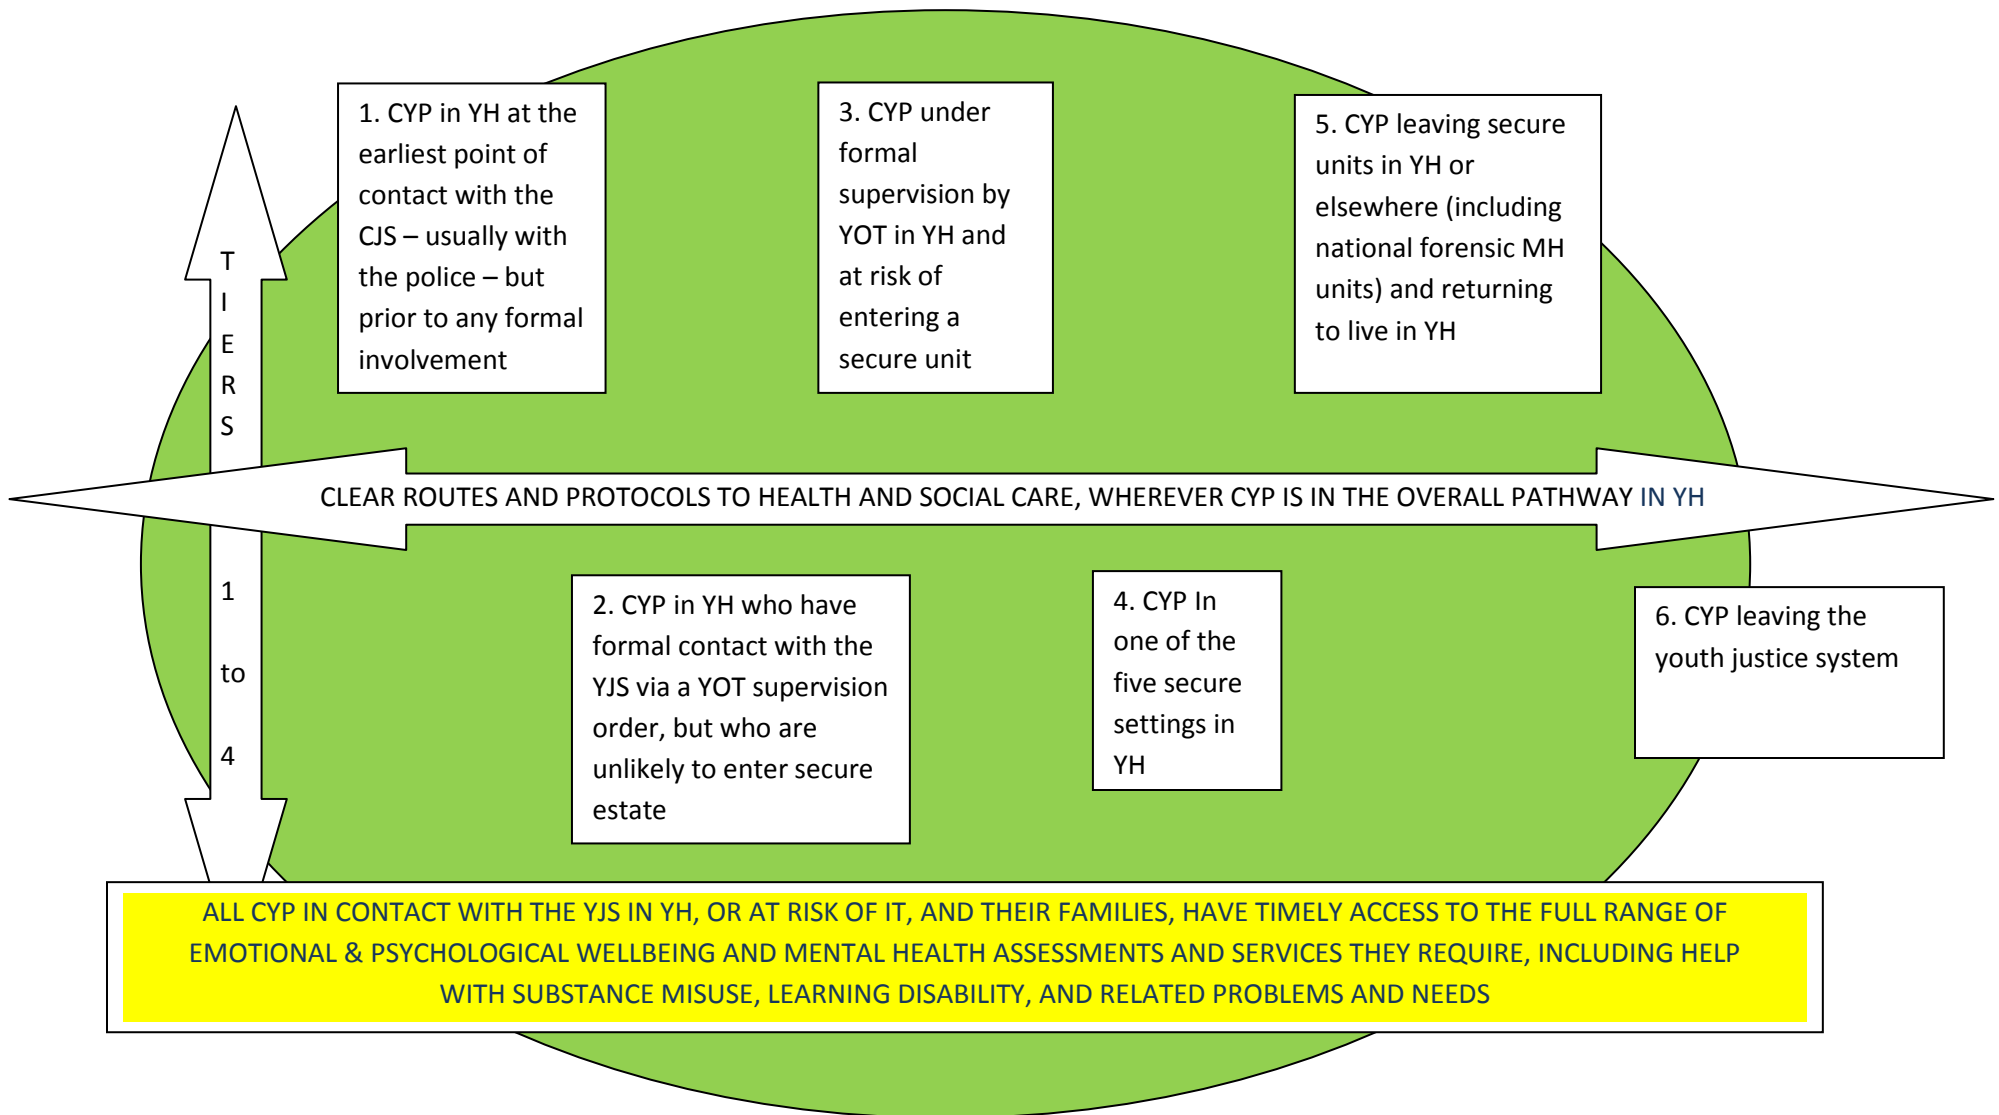 1. CYP in YH at the
earliest point of
contact with the
CJS – usually with
the police – but
prior to any formal
involvement
3. CYP under
formal
supervision by
YOT in YH and
at risk of
entering a
secure unit
5. CYP leaving secure
units in YH or
elsewhere (including
national forensic MH
units) and returning
to live in YH
T
I
E
R
S
1
to
4
CLEAR ROUTES AND PROTOCOLS TO HEALTH AND SOCIAL CARE, WHEREVER CYP IS IN THE OVERALL PATHWAY IN YH
2. CYP in YH who have
formal contact with the
YJS via a YOT supervision
order, but who are
unlikely to enter secure
estate
4. CYP In
one of the
five secure
settings in
YH
6. CYP leaving the
youth justice system
ALL CYP IN CONTACT WITH THE YJS IN YH, OR AT RISK OF IT, AND THEIR FAMILIES, HAVE TIMELY ACCESS TO THE FULL RANGE OF
EMOTIONAL & PSYCHOLOGICAL WELLBEING AND MENTAL HEALTH ASSESSMENTS AND SERVICES THEY REQUIRE, INCLUDING HELP
WITH SUBSTANCE MISUSE, LEARNING DISABILITY, AND RELATED PROBLEMS AND NEEDS